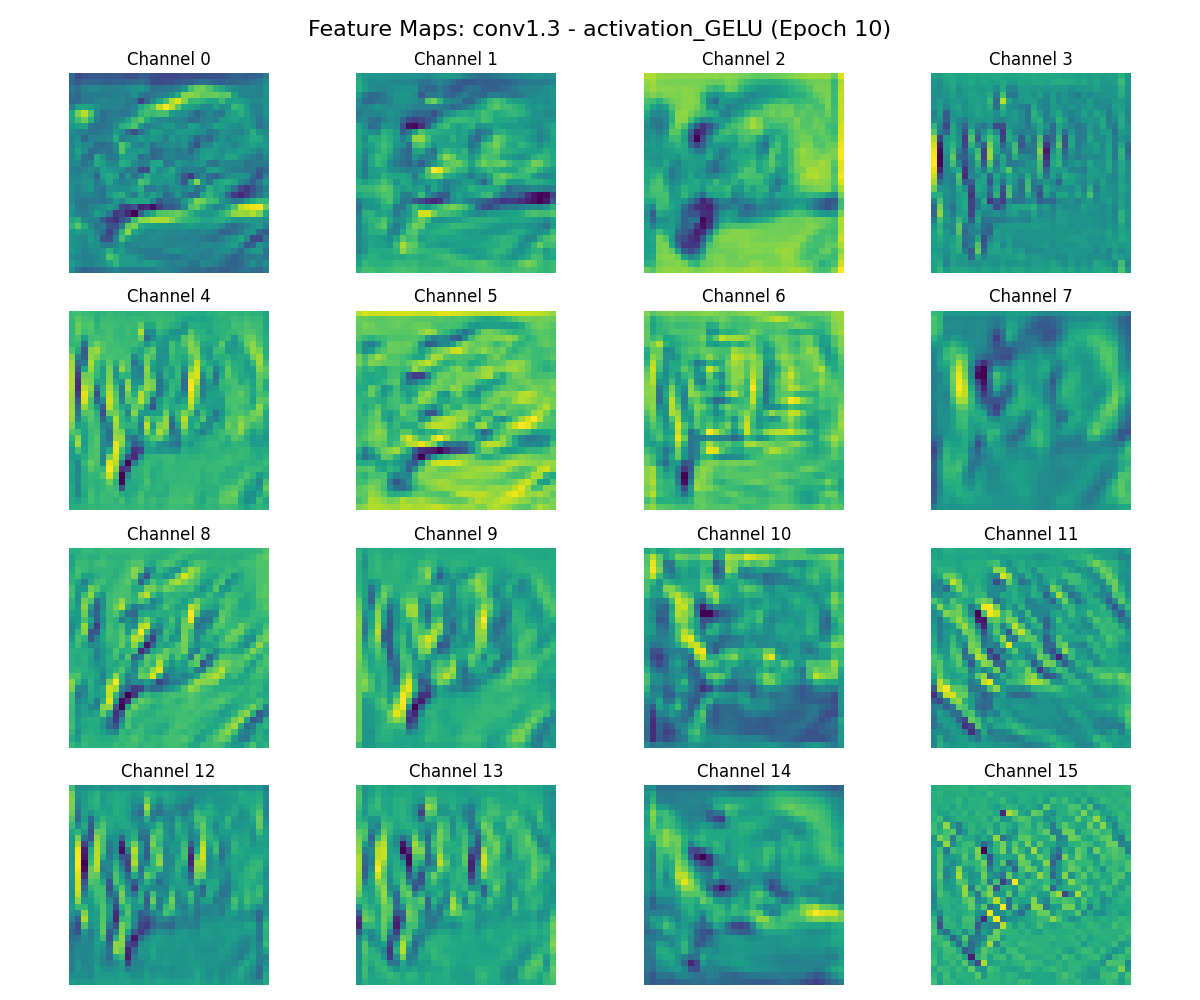 Feature Maps: conv1.3 - activation_GELU (Epoch 10)
Channel 0
Channel 1
Channel 2
Channel 3
Channel 4
Channel 5
Channel 6
Channel 7
Channel 8
Channel 9
Channel 10
Channel 11
Channel 12
Channel 13
Channel 14
Channel 15